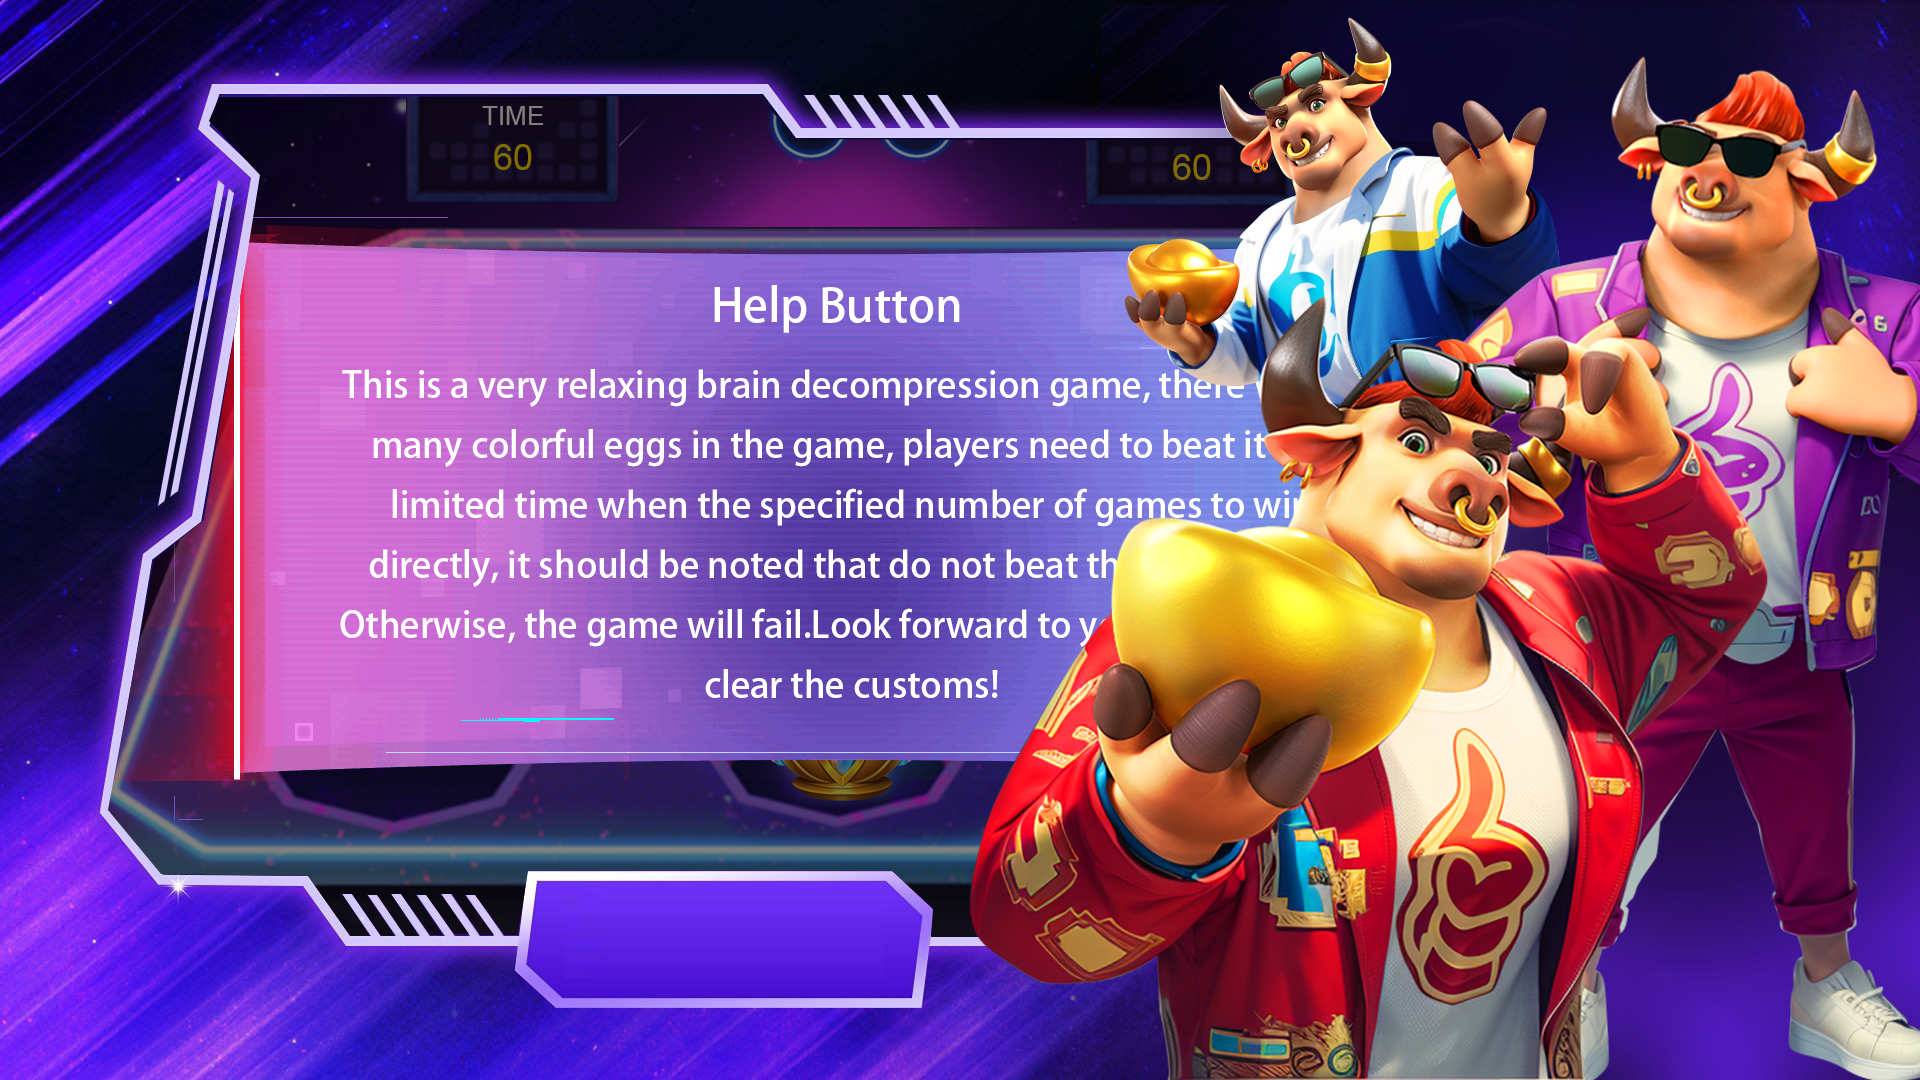 TIME
60
60
Help Button
This is a very relaxing brain decompression game, there
many colorful eggs in the game, players need to beat it
limited time when the specified number of games to win
directly, it should be noted that do not beat
Otherwise, the game will fail.Look forward to
clear the customs!